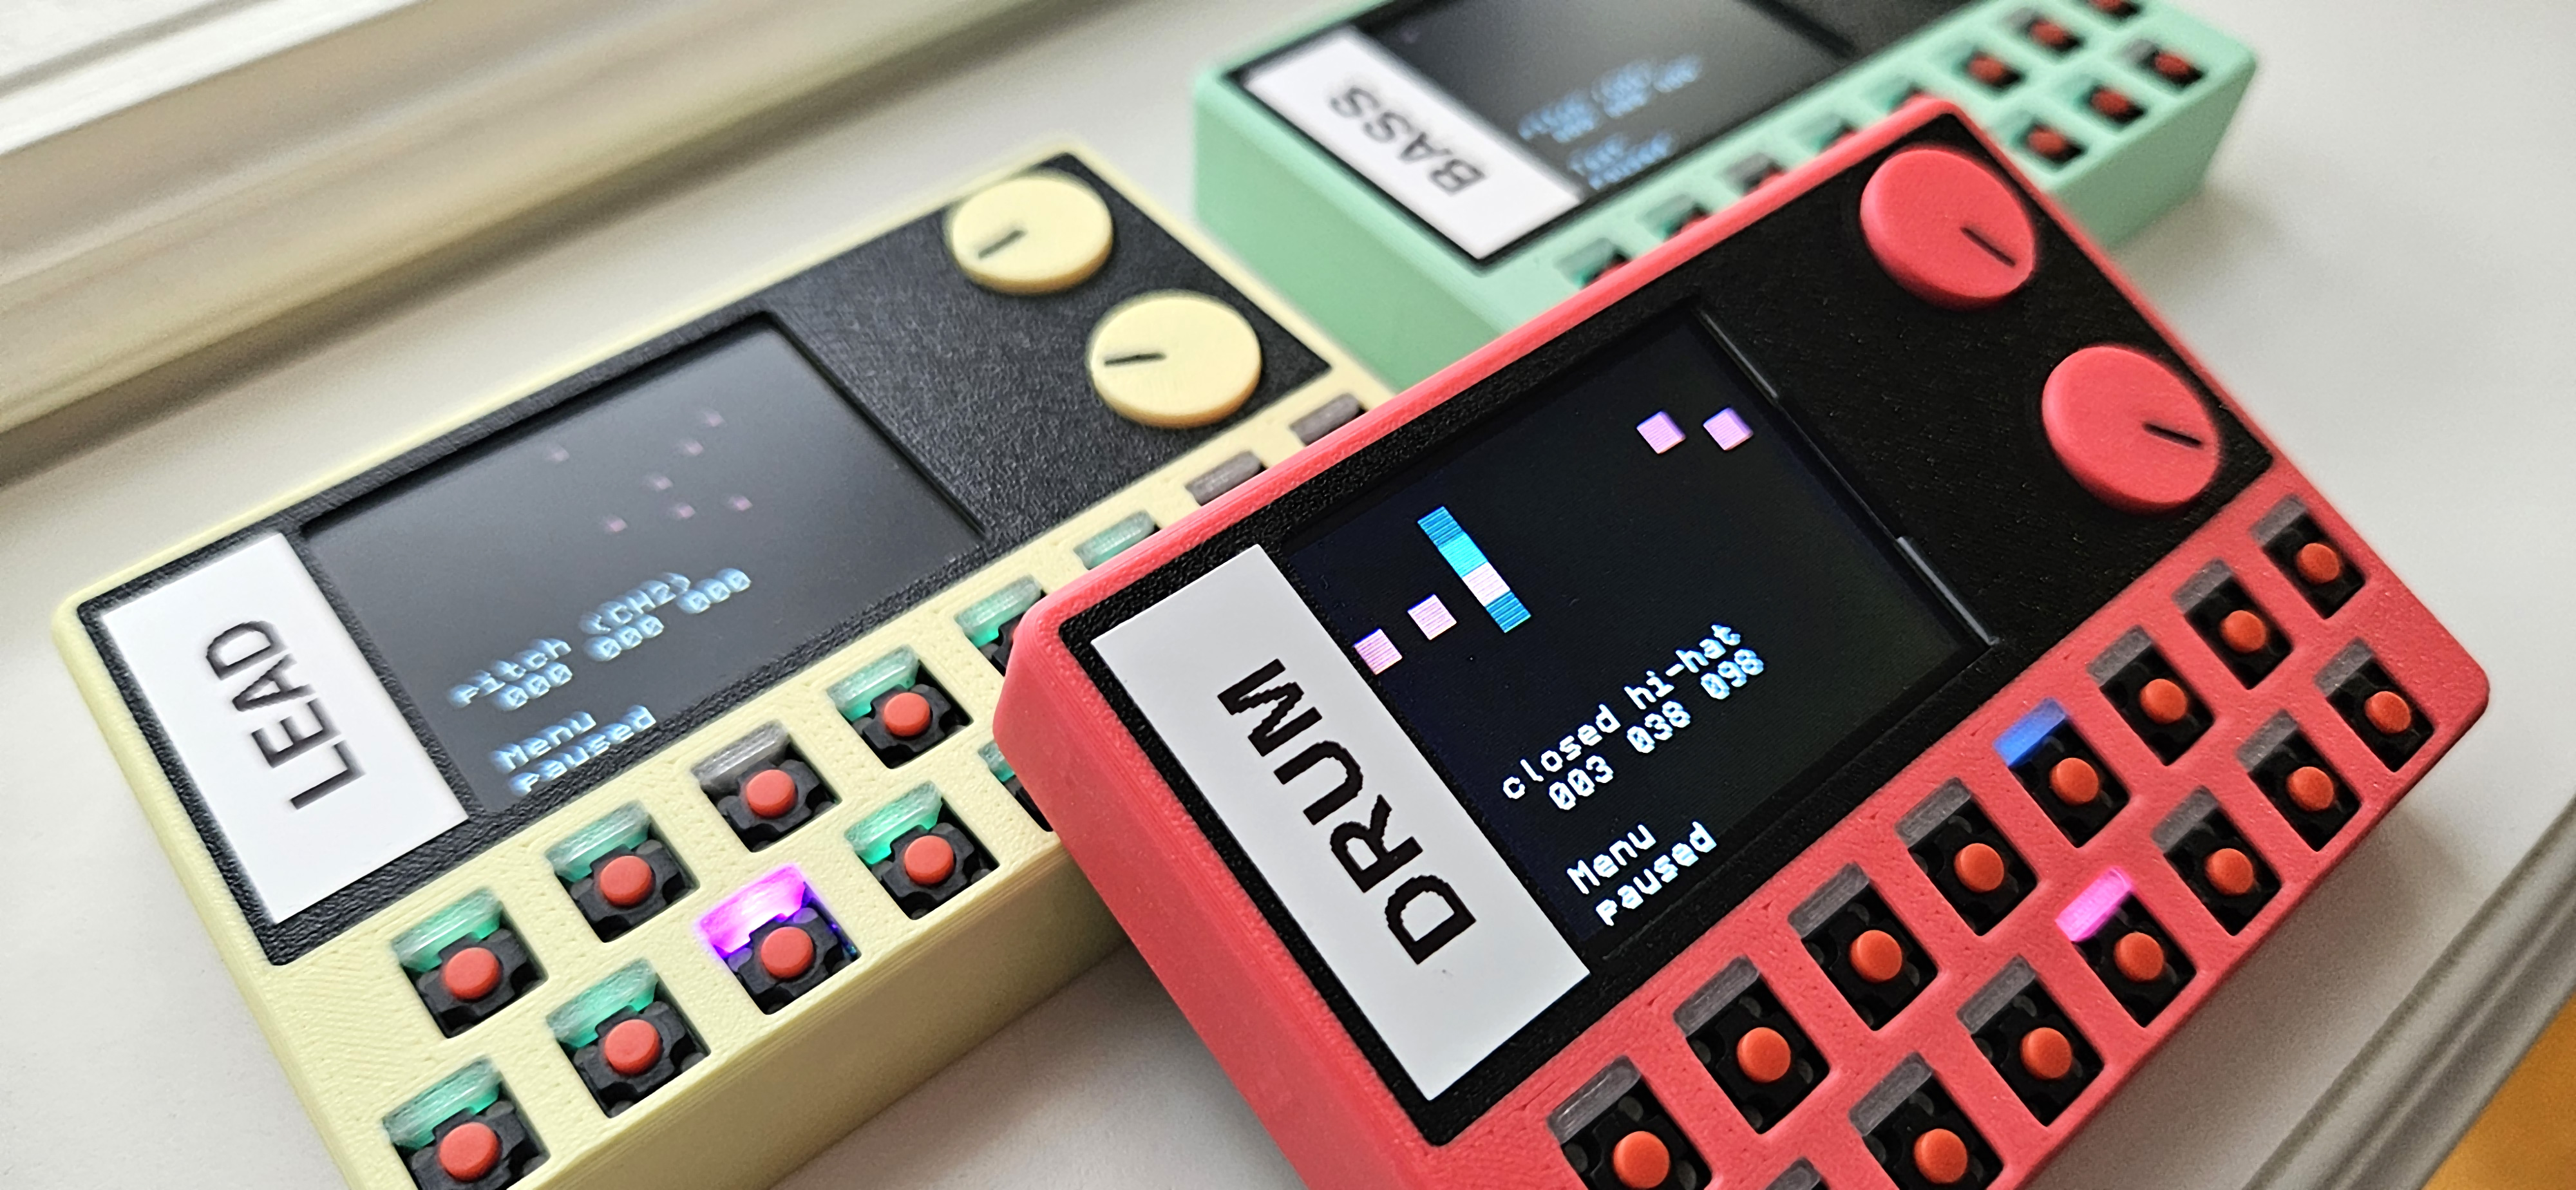 LEAD
Pitch (CH2)
000 000 000
Menu
Paused
BASS
DRUM
closed hi-hat
003 038 098
Menu
Paused